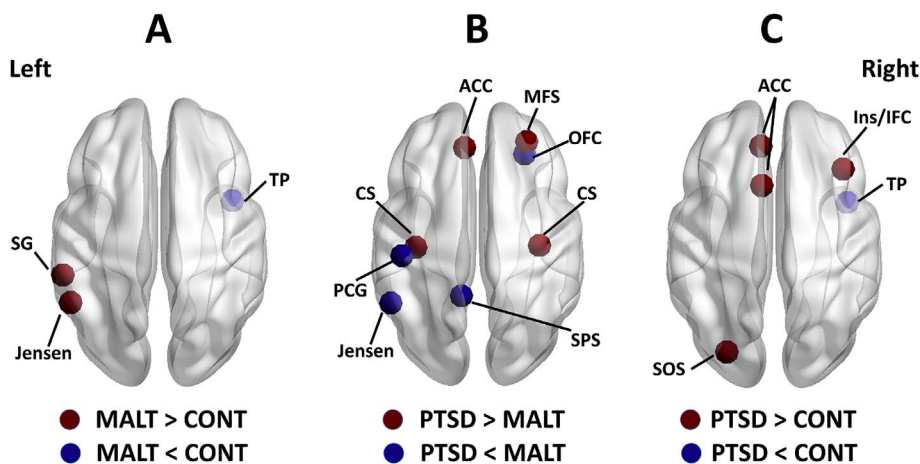 A
B
C
Left
Right
SG
Jensen
TP
ACC
MFS
OFC
CS
CS
PCG
Jensen
SPS
ACC
Ins/IFC
TP
SOS
MALT > CONT
MALT < CONT
PTSD > MALT
PTSD < MALT
PTSD > CONT
PTSD < CONT